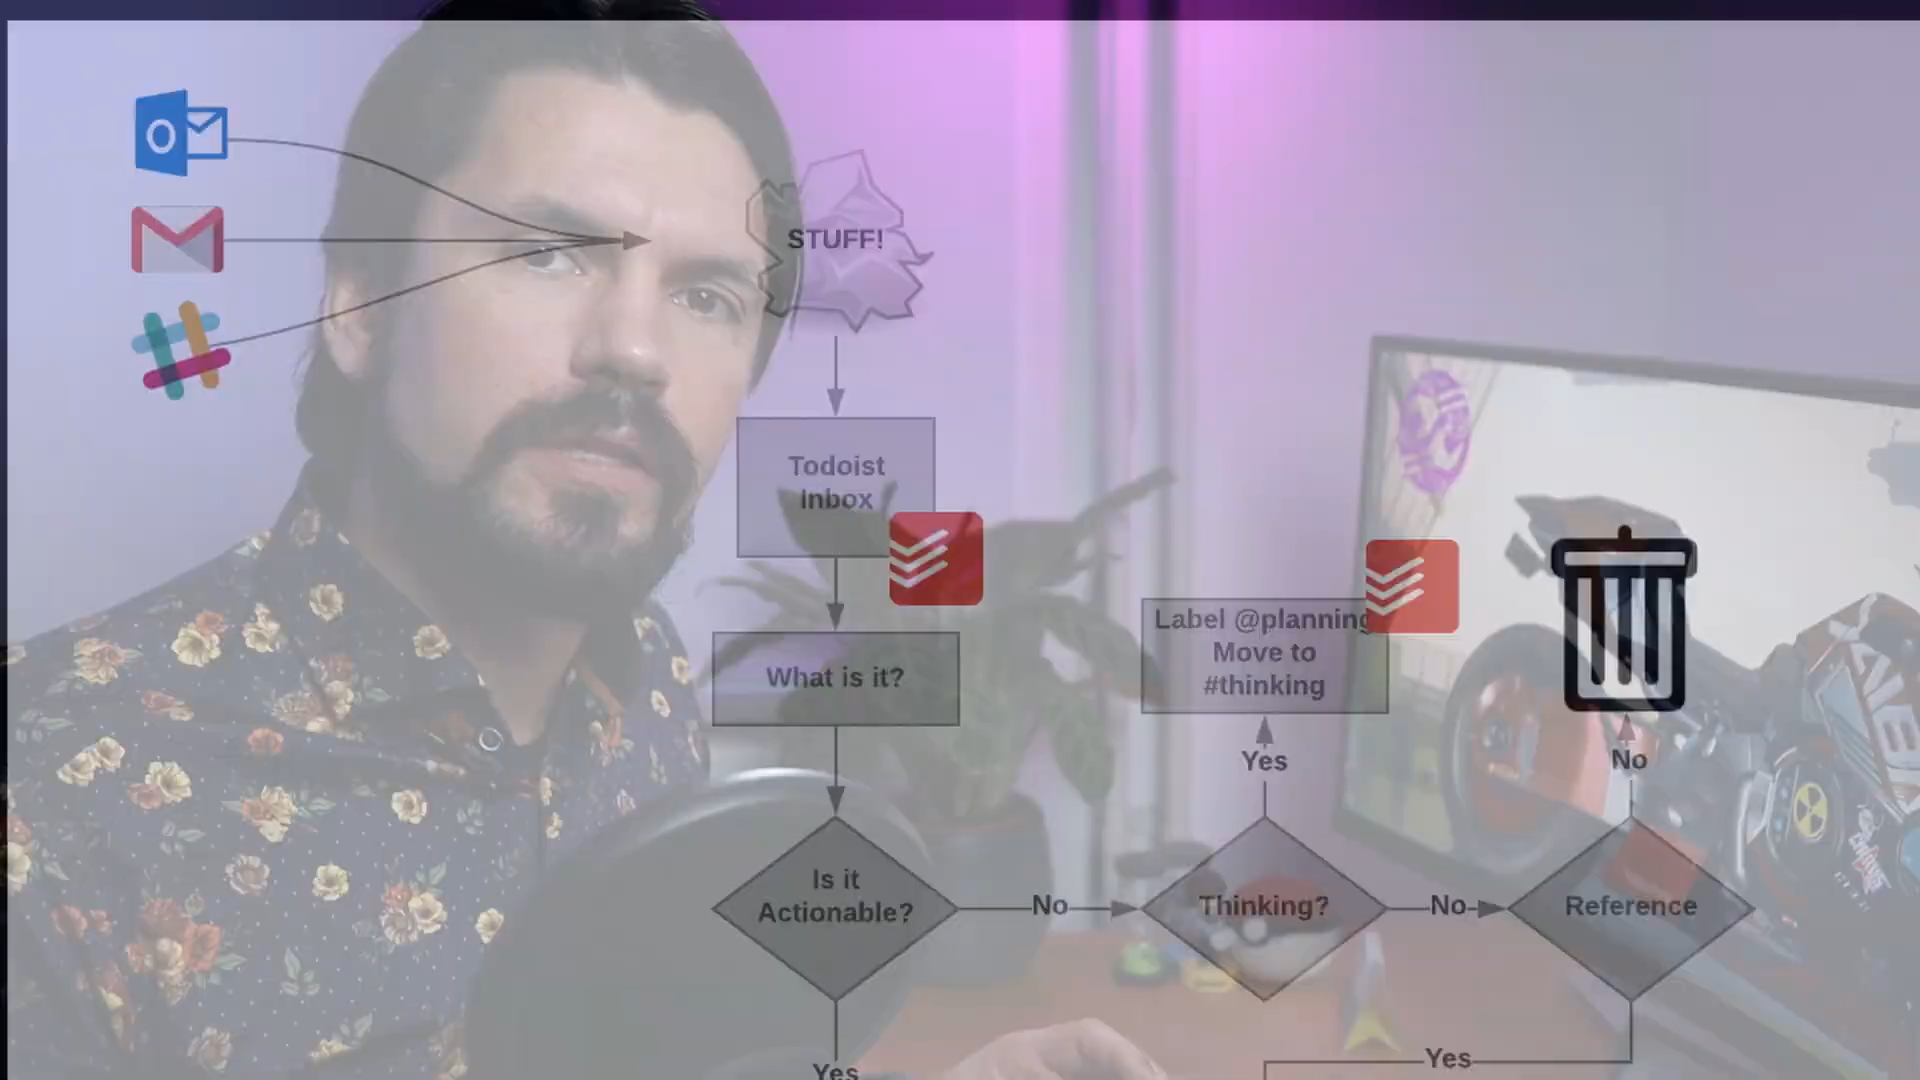 STUFF!
Todoist
Inbox
What is it?
Label @planning
Move to
#thinking
Yes
No
Is it
Actionable?
No
Thinking?
No
Reference
Yes
Yes